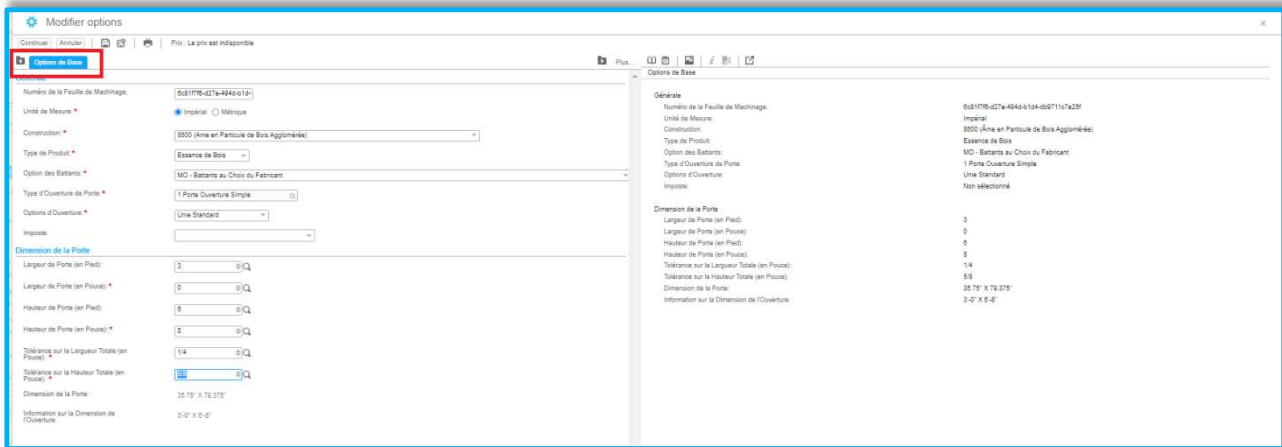 Modifier options
Continuer Annuler Prix : Le prix est indisponible
Options de Base
Plus...
Générale
Numéro de la Feuille de Machinage:
6c81f7f6-d27e-494d-b1d4
Unité de Mesure: *
Impérial Métrique
Construction: *
8600 (Âme en Particule de Bois Agglomérée)
Type de Produit: *
Essence de Bois
Option des Battants: *
MO - Battants au Choix du Fabricant
Type d'Ouverture de Porte: *
1 Porte Ouverture Simple
Options d'Ouverture: *
Unie Standard
Imposte:
Dimension de la Porte
Largeur de Porte (en Pied):
3
Largeur de Porte (en Pouce): *
0
Hauteur de Porte (en Pied):
6
Hauteur de Porte (en Pouce): *
8
Tolérance sur la Largueur Totale (en
Pouce): *
1/4
Tolérance sur la Hauteur Totale (en
Pouce): *
5/8
Dimension de la Porte:
35.75" X 79.375"
Information sur la Dimension de
l'Ouverture:
3'-0" X 6'-8"
Options de Base
Générale
Numéro de la Feuille de Machinage:
Unité de Mesure: Impérial
Construction: 8600 (Âme en Particule de Bois Agglomérée)
Type de Produit: Essence de Bois
Option des Battants: MO - Battants au Choix du Fabricant
Type d'Ouverture de Porte: 1 Porte Ouverture Simple
Options d'Ouverture: Unie Standard
Imposte: Non sélectionné
Dimension de la Porte
Largeur de Porte (en Pied): 3
Largeur de Porte (en Pouce): 0
Hauteur de Porte (en Pied): 6
Hauteur de Porte (en Pouce): 8
Tolérance sur la Largueur Totale (en Pouce): 1/4
Tolérance sur la Hauteur Totale (en Pouce): 5/8
Dimension de la Porte: 35.75" X 79.375"
Information sur la Dimension de l'Ouverture: 3'-0" X 6'-8"